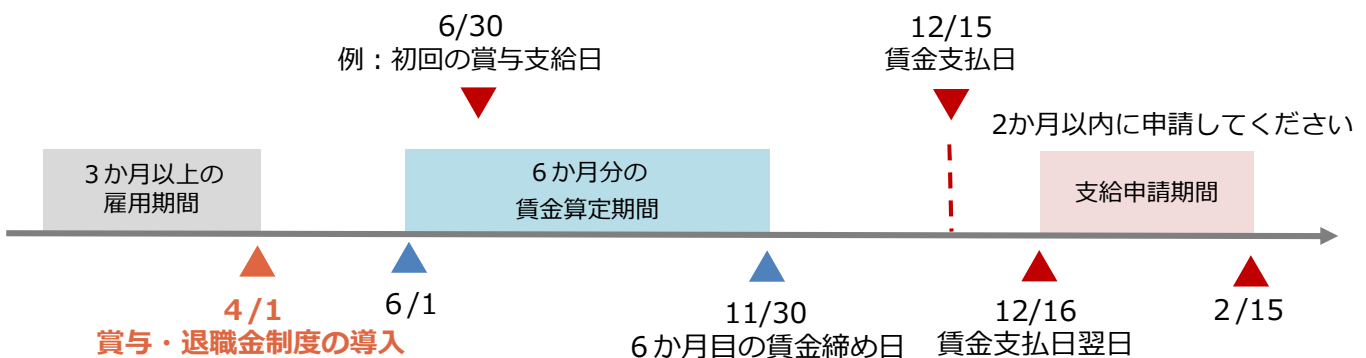 6/30
例：初回の賞与支給日
12/15
賃金支払日
2か月以内に申請してください
３か月以上の
雇用期間
６か月分の
賃金算定期間
支給申請期間
4/1
賞与・退職金制度の導入
6/1
11/30
６か月目の賃金締め日
12/16
賃金支払日翌日
2/15